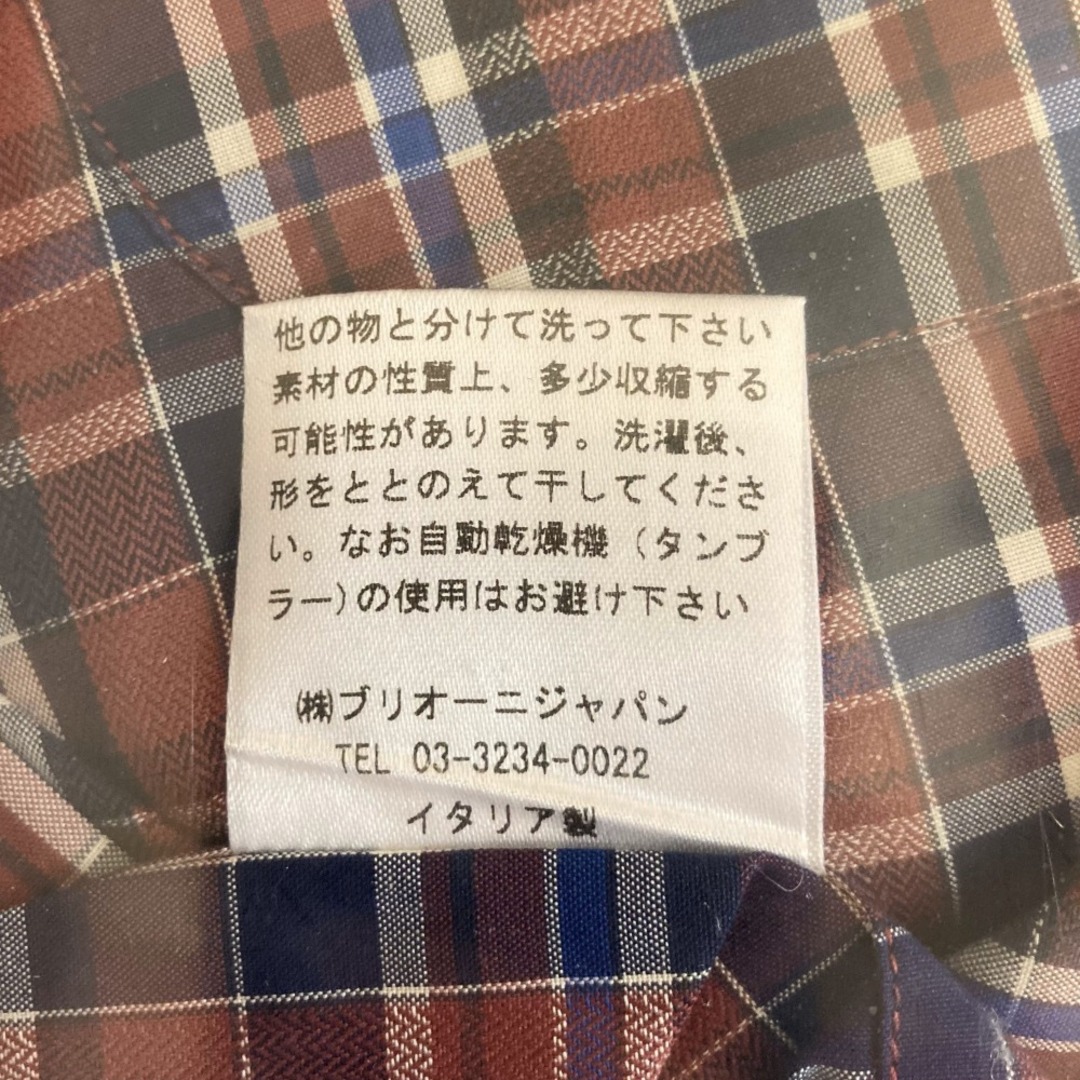 他の物と分けて洗って下さい
素材の性質上、多少収縮する
可能性があります。洗濯後、
形をととのえて干してくださ
い。なお自動乾燥機（タンブ
ラー)の使用はお避け下さい
㈱ブリオーニジャパン
TEL 03-3234-0022
イタリア製